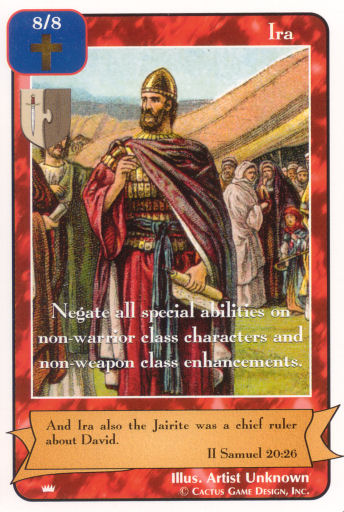 8/8
Ira
Negate all special abilities on
non-warrior class characters and
non-weapon class enhancements.
And Ira also the Jairite was a chief ruler
about David.
II Samuel 20:26
Illus. Artist Unknown
© Cactus Game Design, Inc.